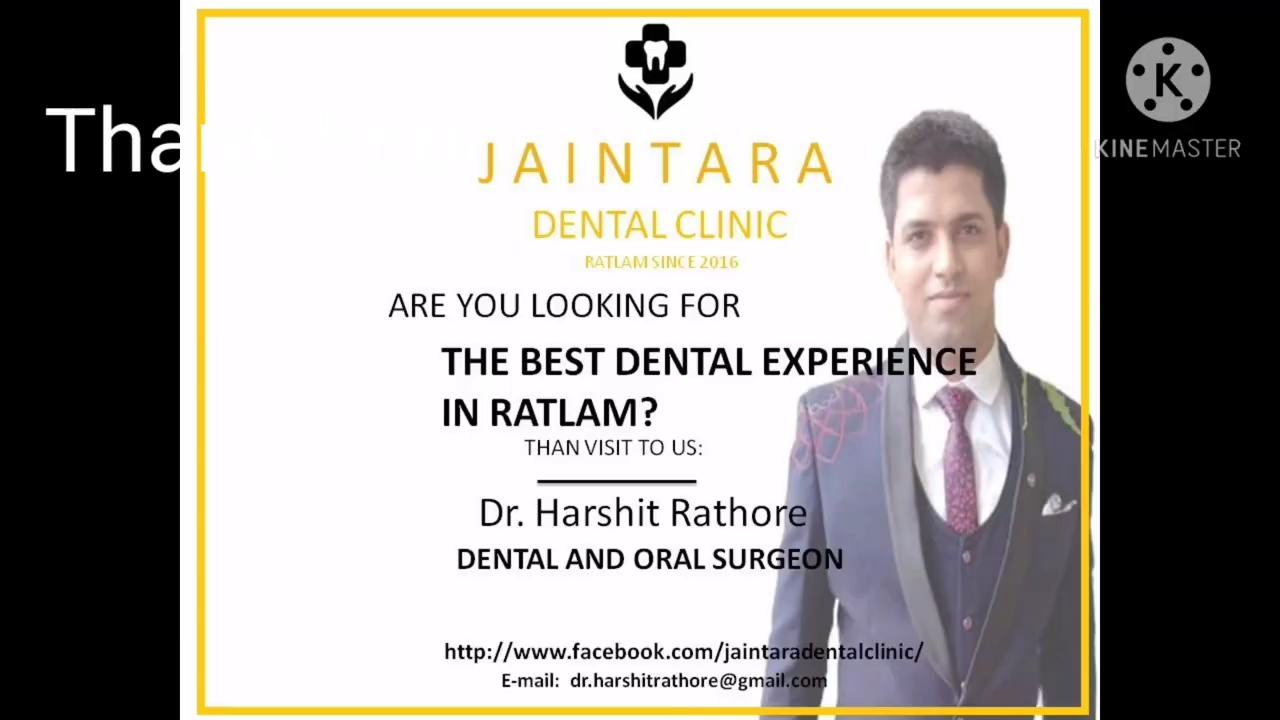 Tha
JAINTARA
DENTAL CLINIC
RATLAM SINCE 2016
ARE YOU LOOKING FOR
THE BEST DENTAL EXPERIENCE
IN RATLAM?
THAN VISIT TO US:
Dr. Harshit Rathore
DENTAL AND ORAL SURGEON
http://www.facebook.com/jaintaradentalclinic/
E-mail: dr.harshitrathore@gmail.com
K
KINEMASTER